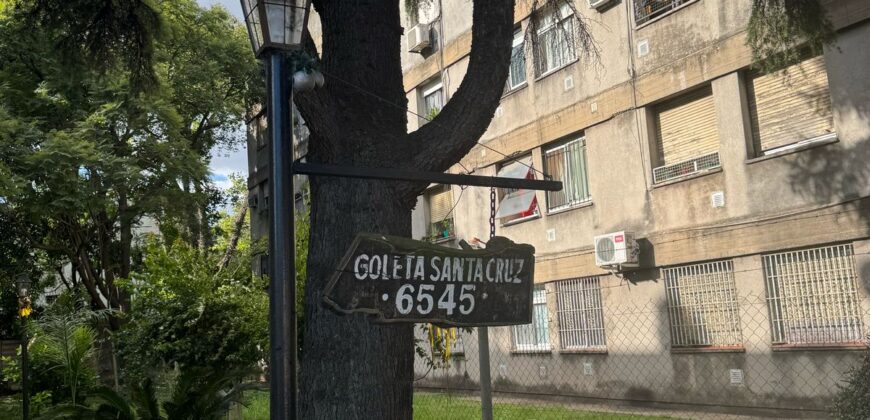 GOLETA SANTA CRUZ
· 6545 ·